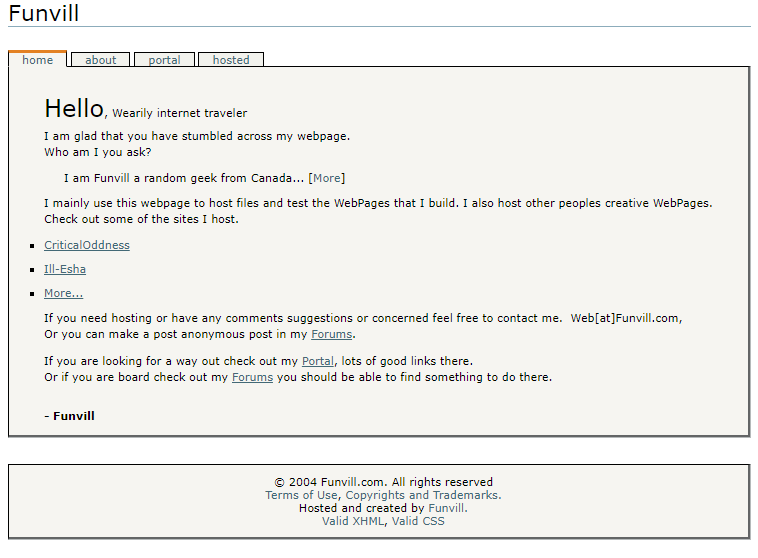 Funvill
home about portal hosted
Hello, Wearily internet traveler
I am glad that you have stumbled across my webpage.
Who am I you ask?
I am Funvill a random geek from Canada... [More]
I mainly use this webpage to host files and test the WebPages that I build. I also host other peoples creative WebPages.
Check out some of the sites I host.
CriticalOddness
Ill-Esha
More...
If you need hosting or have any comments suggestions or concerned feel free to contact me.  Web[at]Funvill.com,
Or you can make a post anonymous post in my Forums.
If you are looking for a way out check out my Portal, lots of good links there.
Or if you are board check out my Forums you should be able to find something to do there.
- Funvill
© 2004 Funvill.com. All rights reserved
Terms of Use, Copyrights and Trademarks.
Hosted and created by Funvill.
Valid XHTML, Valid CSS